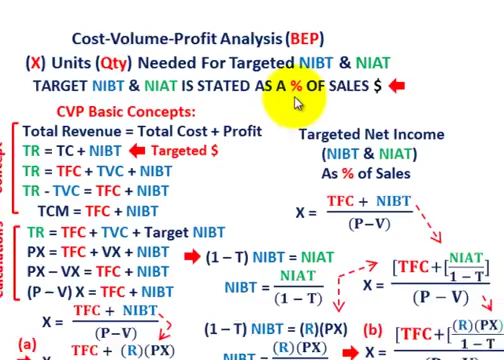 Cost-Volume-Profit Analysis (BEP)
(X) Units (Qty) Needed For Targeted NIBT & NIAT
TARGET NIBT & NIAT IS STATED AS A % OF SALES $
CVP Basic Concepts:
Total Revenue = Total Cost + Profit
TR = TC + NIBT Targeted $
TR = TFC + TVC + NIBT
TR - TVC = TFC + NIBT
TCM = TFC + NIBT
TR = TFC + TVC + Target NIBT
PX = TFC + VX + NIBT
PX – VX = TFC + NIBT
(P – V) X = TFC + NIBT
X = TFC + NIBT / (P–V)
(a) X = TFC + (R)(PX)
Targeted Net Income
(NIBT & NIAT)
As % of Sales
X = TFC + NIBT / (P–V)
(1 – T) NIBT = NIAT
NIBT = NIAT / (1 – T)
X = [TFC+[NIAT / 1 – T] / (P – V)
(1 – T) NIBT = (R)(PX)
NIBT = (R)(PX)
(b) X = [TFC+[(R)(PX) / 1 – T]